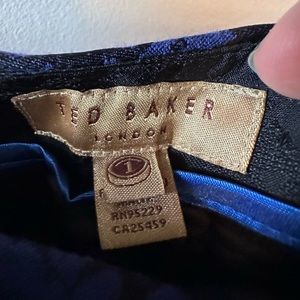 TED BAKER
LONDON
1
RN95229
CA25459